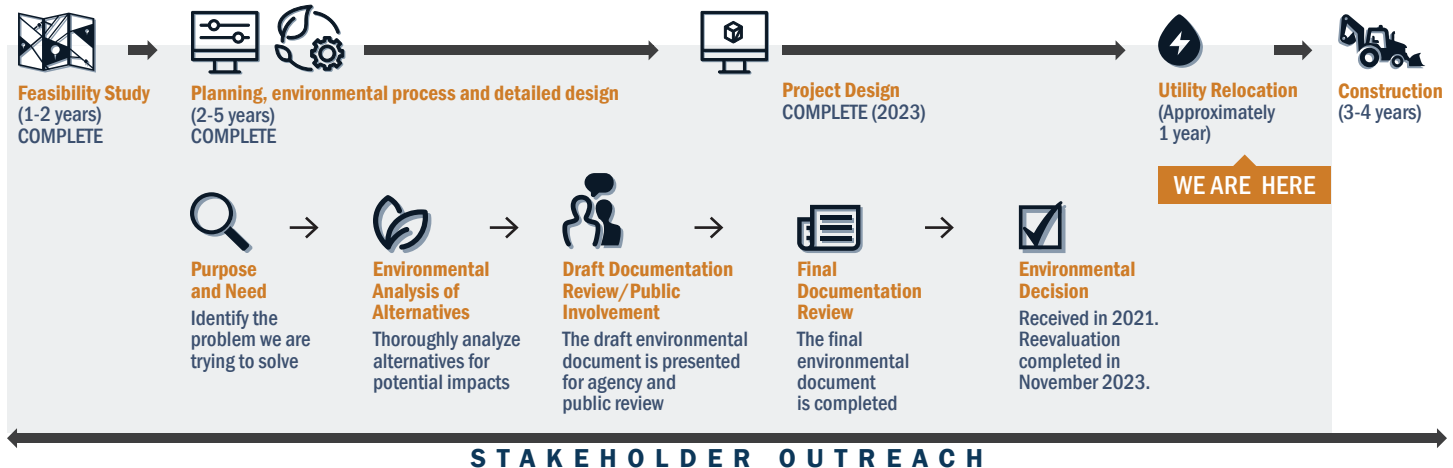 Feasibility Study
(1-2 years)
COMPLETE
Planning, environmental process and detailed design
(2-5 years)
COMPLETE
Project Design
COMPLETE (2023)
Utility Relocation
(Approximately
1 year)
Construction
(3-4 years)
WE ARE HERE
Purpose
and Need
Identify the
problem we are
trying to solve
Environmental
Analysis of
Alternatives
Thoroughly analyze
alternatives for
potential impacts
Draft Documentation
Review/Public
Involvement
The draft environmental
document is presented
for agency and
public review
Final
Documentation
Review
The final
environmental
document
is completed
Environmental
Decision
Received in 2021.
Reevaluation
completed in
November 2023.
STAKEHOLDER OUTREACH